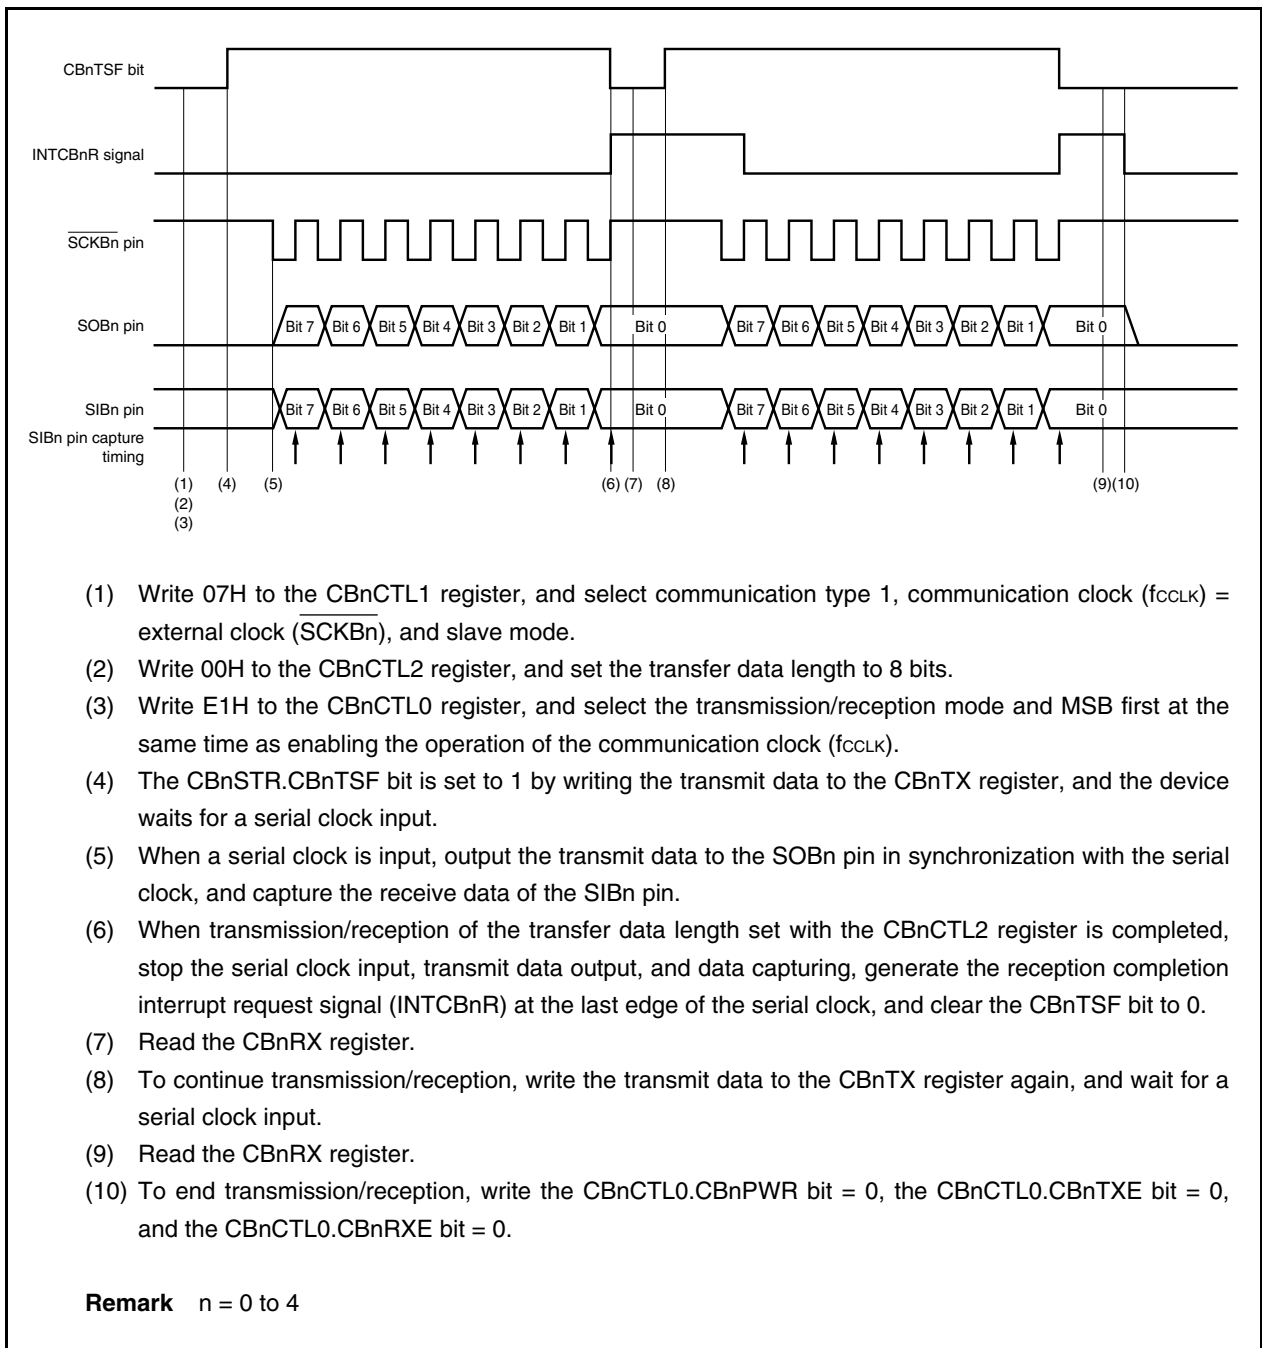 CBnTSF bit
INTCBnR signal
SCKBn pin
SOBn pin
Bit 7 Bit 6 Bit 5 Bit 4 Bit 3 Bit 2 Bit 1 Bit 0 Bit 7 Bit 6 Bit 5 Bit 4 Bit 3 Bit 2 Bit 1 Bit 0
SIBn pin
Bit 7 Bit 6 Bit 5 Bit 4 Bit 3 Bit 2 Bit 1 Bit 0 Bit 7 Bit 6 Bit 5 Bit 4 Bit 3 Bit 2 Bit 1 Bit 0
SIBn pin capture
timing
(1) (4) (5) (6) (7) (8) (9) (10)
(2)
(3)
(1) Write 07H to the CBnCTL1 register, and select communication type 1, communication clock (fCCLK) =
external clock (SCKBn), and slave mode.
(2) Write 00H to the CBnCTL2 register, and set the transfer data length to 8 bits.
(3) Write E1H to the CBnCTL0 register, and select the transmission/reception mode and MSB first at the
same time as enabling the operation of the communication clock (fCCLK).
(4) The CBnSTR.CBnTSF bit is set to 1 by writing the transmit data to the CBnTX register, and the device
waits for a serial clock input.
(5) When a serial clock is input, output the transmit data to the SOBn pin in synchronization with the serial
clock, and capture the receive data of the SIBn pin.
(6) When transmission/reception of the transfer data length set with the CBnCTL2 register is completed,
stop the serial clock input, transmit data output, and data capturing, generate the reception completion
interrupt request signal (INTCBnR) at the last edge of the serial clock, and clear the CBnTSF bit to 0.
(7) Read the CBnRX register.
(8) To continue transmission/reception, write the transmit data to the CBnTX register again, and wait for a
serial clock input.
(9) Read the CBnRX register.
(10) To end transmission/reception, write the CBnCTL0.CBnPWR bit = 0, the CBnCTL0.CBnTXE bit = 0,
and the CBnCTL0.CBnRXE bit = 0.
Remark n = 0 to 4